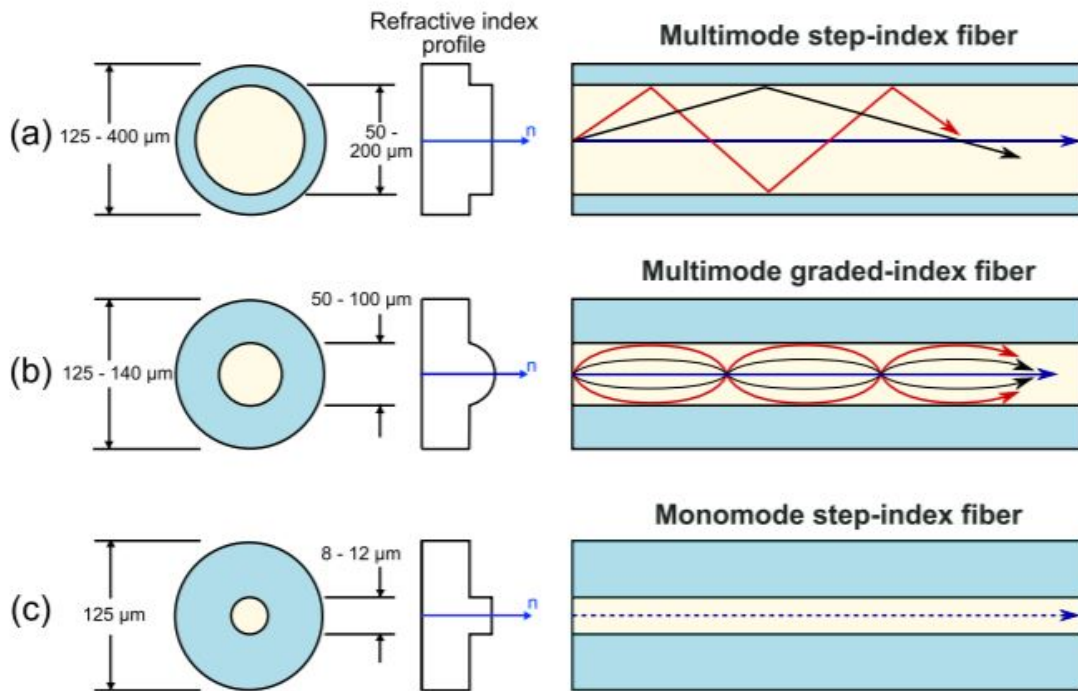 Refractive index
profile
Multimode step-index fiber
(a)
125 - 400 µm
50 -
200 µm
n
Multimode graded-index fiber
50 - 100 µm
(b)
125 - 140 µm
n
Monomode step-index fiber
8 - 12 µm
(c)
125 µm
n